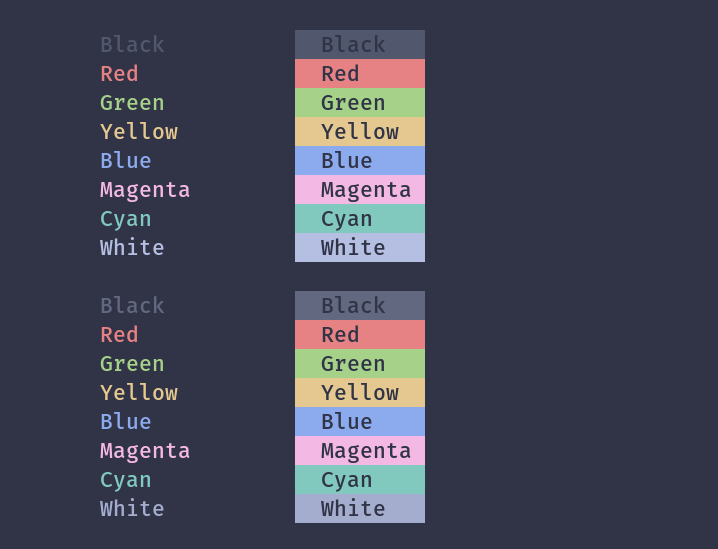 Black Black
Red Red
Green Green
Yellow Yellow
Blue Blue
Magenta Magenta
Cyan Cyan
White White
Black Black
Red Red
Green Green
Yellow Yellow
Blue Blue
Magenta Magenta
Cyan Cyan
White White